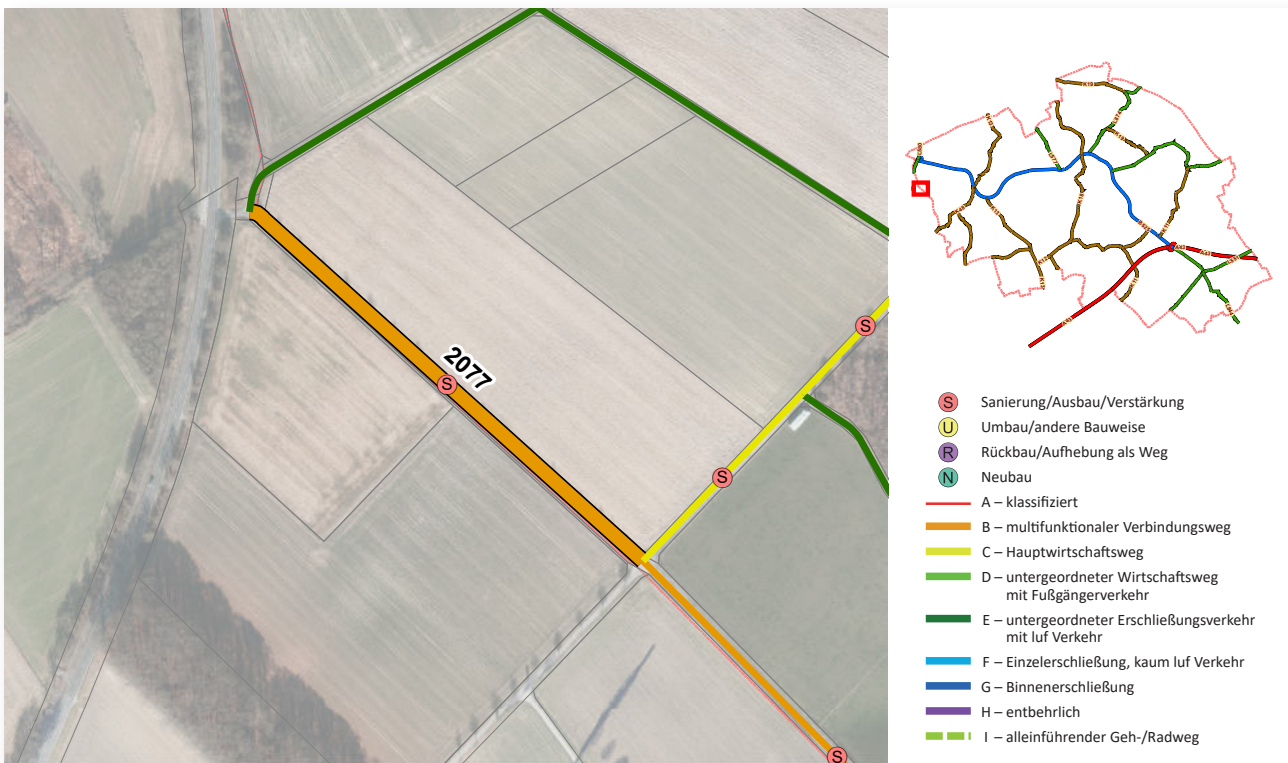 2077
S
S
S
S
S Sanierung/Ausbau/Verstärkung
U Umbau/andere Bauweise
R Rückbau/Aufhebung als Weg
N Neubau
A – klassifiziert
B – multifunktionaler Verbindungsweg
C – Hauptwirtschaftsweg
D – untergeordneter Wirtschaftsweg
mit Fußgängerverkehr
E – untergeordneter Erschließungsverkehr
mit luf Verkehr
F – Einzelerschließung, kaum luf Verkehr
G – Binnenerschließung
H – entbehrlich
I – alleinführender Geh-/Radweg